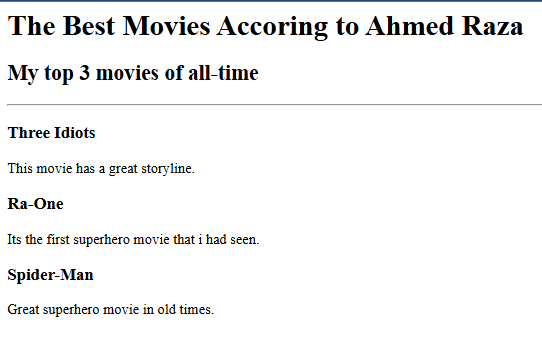 The Best Movies Accoring to Ahmed Raza
My top 3 movies of all-time
Three Idiots
This movie has a great storyline.
Ra-One
Its the first superhero movie that i had seen.
Spider-Man
Great superhero movie in old times.